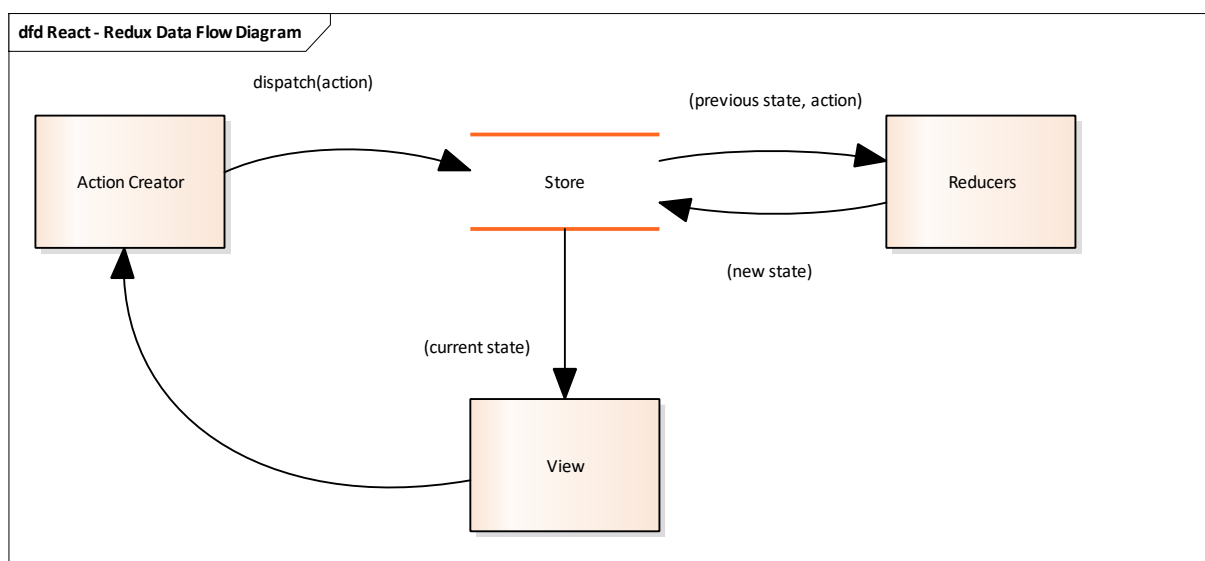 dfd React - Redux Data Flow Diagram
dispatch(action)
(previous state, action)
Action Creator
Store
Reducers
(new state)
(current state)
View